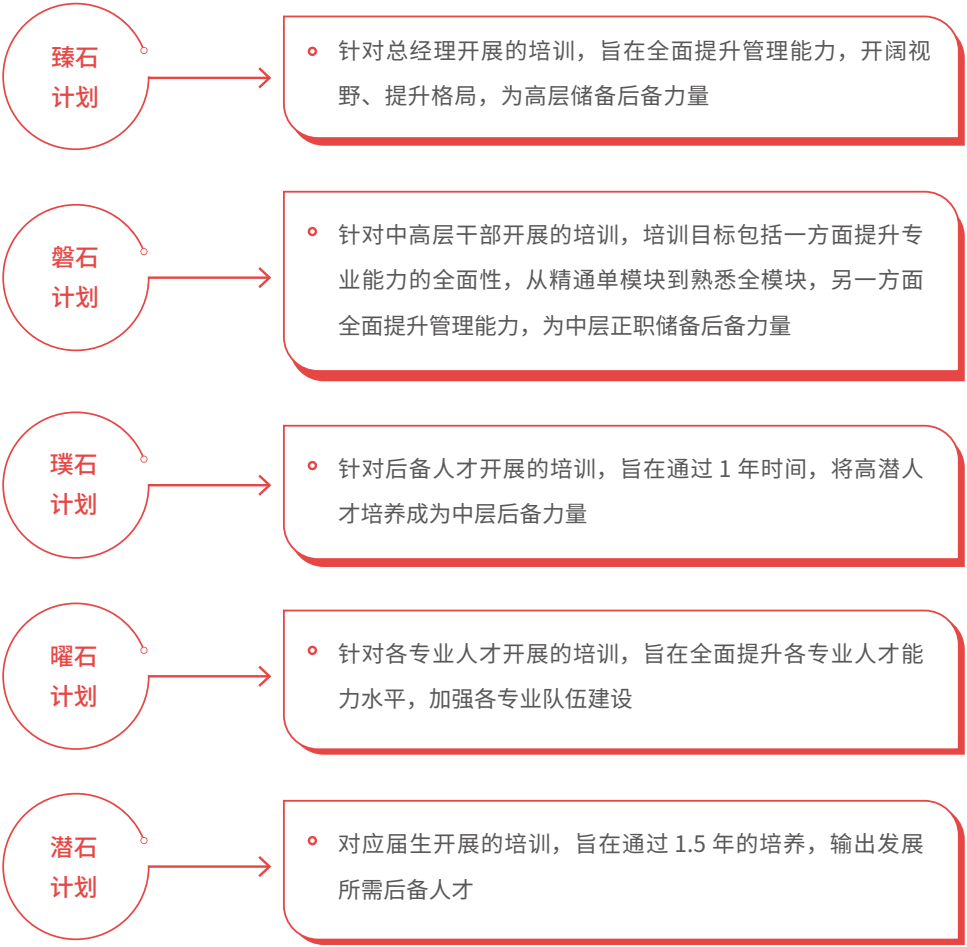 臻石
计划
针对总经理开展的培训，旨在全面提升管理能力，开阔视
野、提升格局，为高层储备后备力量
磐石
计划
针对中高层干部开展的培训，培训目标包括一方面提升专
业能力的全面性，从精通单模块到熟悉全模块，另一方面
全面提升管理能力，为中层正职储备后备力量
璞石
计划
针对后备人才开展的培训，旨在通过 1 年时间，将高潜人
才培养成为中层后备力量
曜石
计划
针对各专业人才开展的培训，旨在全面提升各专业人才能
力水平，加强各专业队伍建设
潜石
计划
对应届生开展的培训，旨在通过 1.5 年的培养，输出发展
所需后备人才